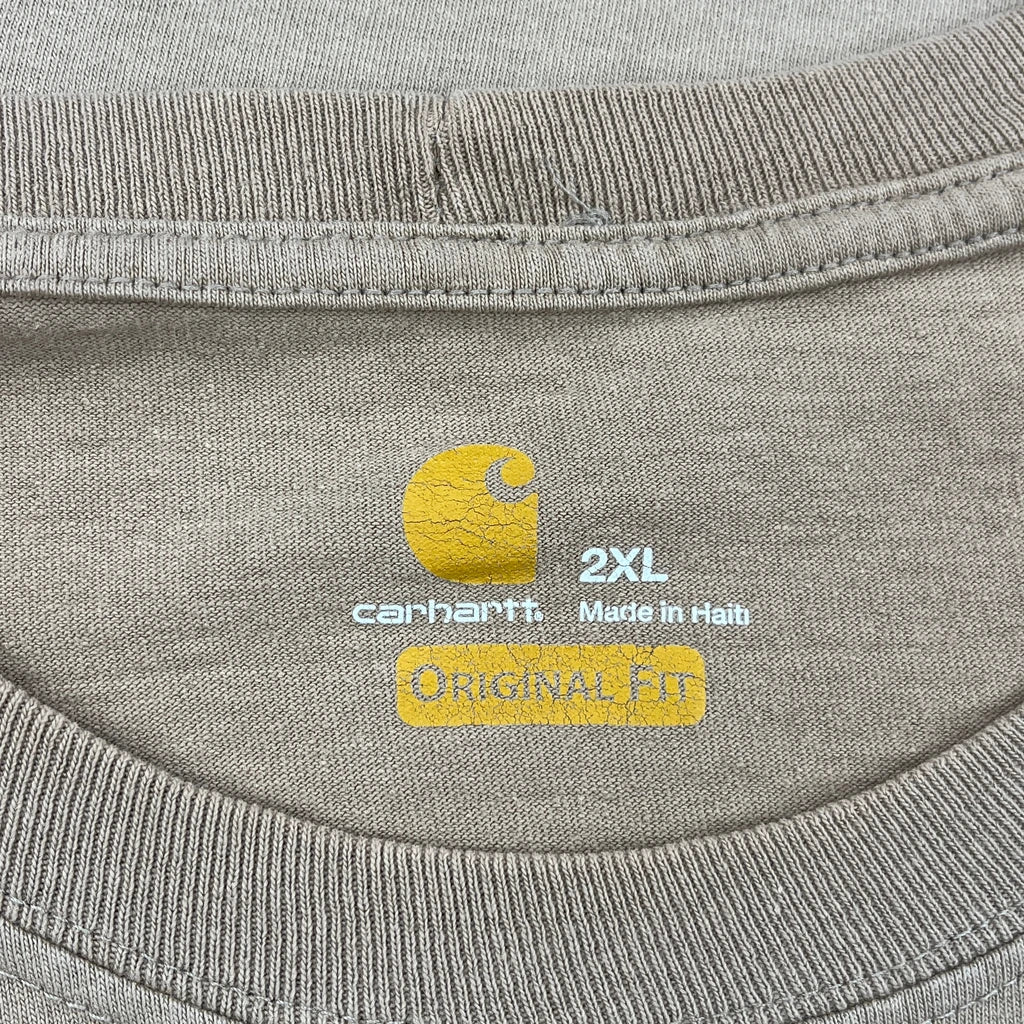 2XL
carhartt®
Made in Haiti
ORIGINAL FIT